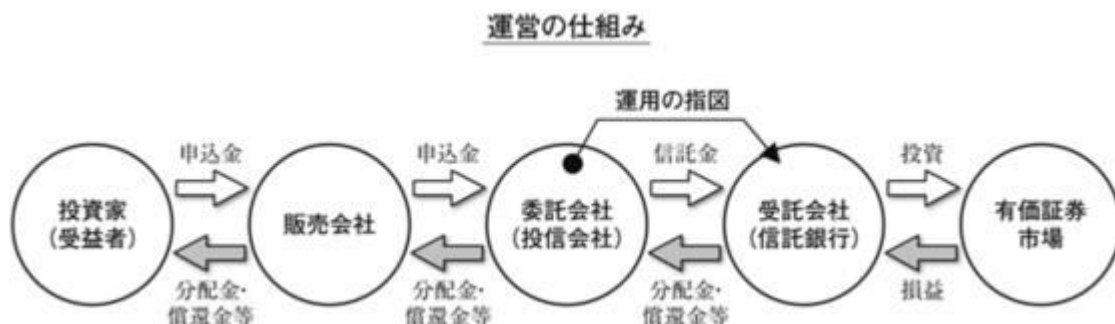 運営の仕組み
運用の指図
申込金
申込金
信託金
投資
投資家
(受益者)
販売会社
委託会社
(投信会社)
受託会社
(信託銀行)
有価証券
市場
分配金・
償還金等
分配金・
償還金等
分配金・
償還金等
損益